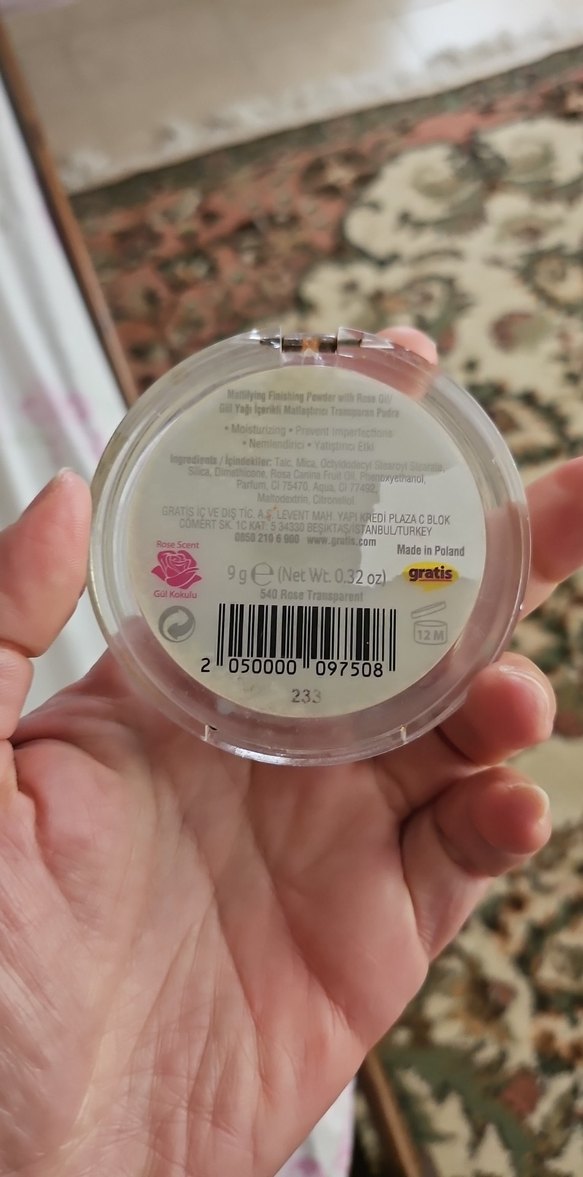 Mattifying Finishing Powder with Rose Oil/
Gül Yağı İçerikli Matlaştırıcı Transparan Pudra
• Moisturizing • Prevent Imperfections
• Nemlendirici • Yatıştırıcı Etki
Ingredients / İçindekiler: Talc, Mica, Octyldodecyl Stearoyl Stearate,
Silica, Dimethicone, Rosa Canina Fruit Oil, Phenoxyethanol,
Parfum, CI 75470, Aqua, CI 77492,
Maltodextrin, Citronellol.
GRATIS İÇ VE DIŞ TİC. A.Ş. LEVENT MAH. YAPI KREDİ PLAZA C BLOK
CÖMERT SK. 1C KAT: 5 34330 BEŞİKTAŞ/İSTANBUL/TURKEY
0850 210 6 900 www.gratis.com
Made in Poland
Rose Scent
Gül Kokulu
9 g e (Net Wt. 0.32 oz)
gratis
540 Rose Transparent
12 M
2 050000 097508
233